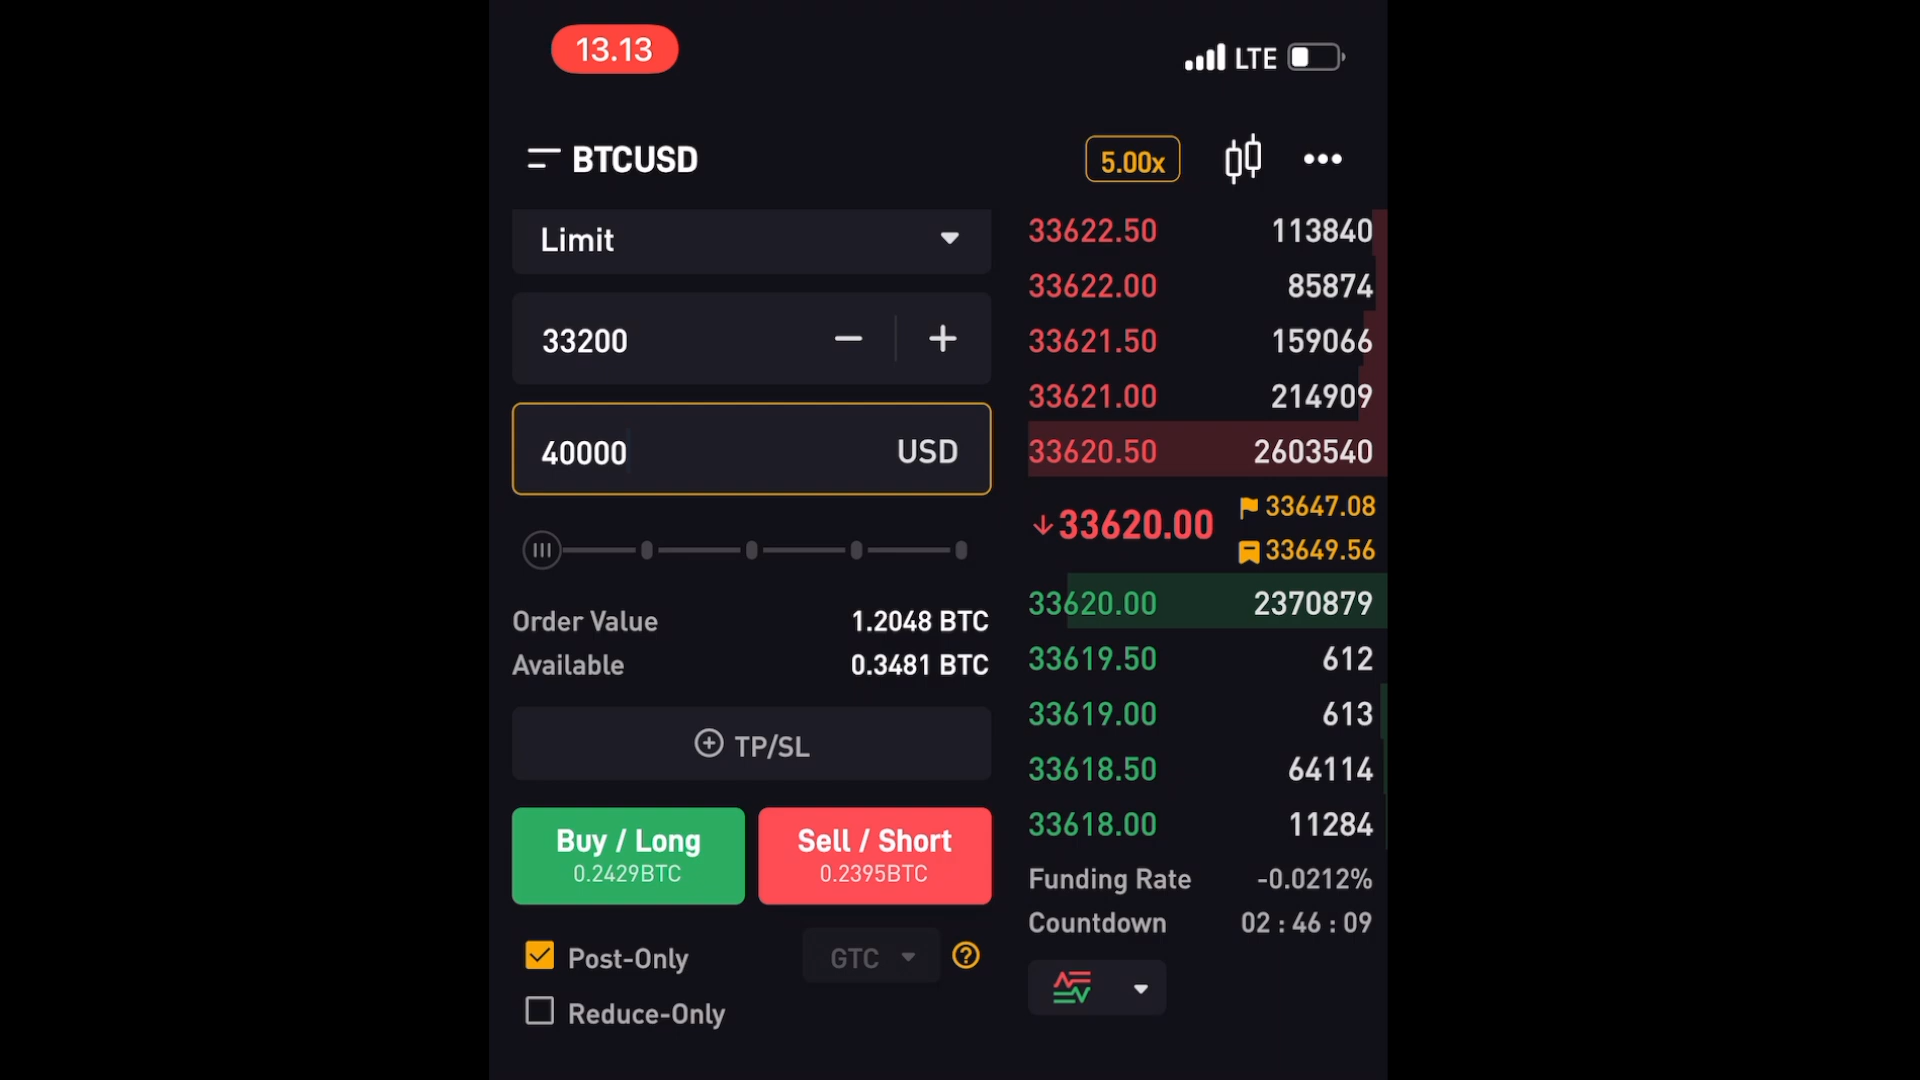 13.13
LTE
BTCUSD
5.00x
Limit
33200
40000 USD
Order Value 1.2048 BTC
Available 0.3481 BTC
TP/SL
Buy / Long
0.2429BTC
Sell / Short
0.2395BTC
Post-Only
GTC
Reduce-Only
33622.50 113840
33622.00 85874
33621.50 159066
33621.00 214909
33620.50 2603540
33620.00
33647.08
33649.56
33620.00 2370879
33619.50 612
33619.00 613
33618.50 64114
33618.00 11284
Funding Rate -0.0212%
Countdown 02 : 46 : 09